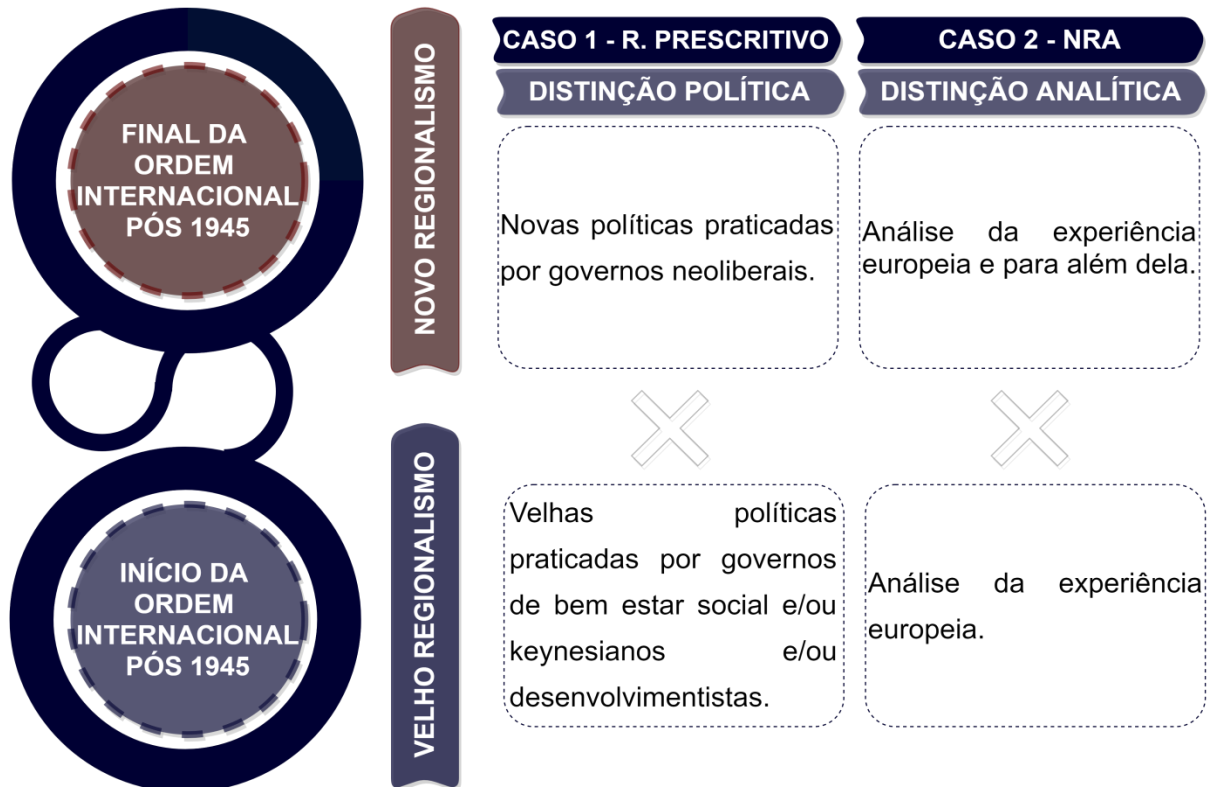 FINAL DA
ORDEM
INTERNACIONAL
PÓS 1945
NOVO REGIONALISMO
CASO 1 - R. PRESCRITIVO
DISTINÇÃO POLÍTICA
Novas políticas praticadas
por governos neoliberais.
CASO 2 - NRA
DISTINÇÃO ANALÍTICA
Análise da experiência
europeia e para além dela.
INÍCIO DA
ORDEM
INTERNACIONAL
PÓS 1945
VELHO REGIONALISMO
Velhas políticas
praticadas por governos
de bem estar social e/ou
keynesianos e/ou
desenvolvimentistas.
Análise da experiência
europeia.